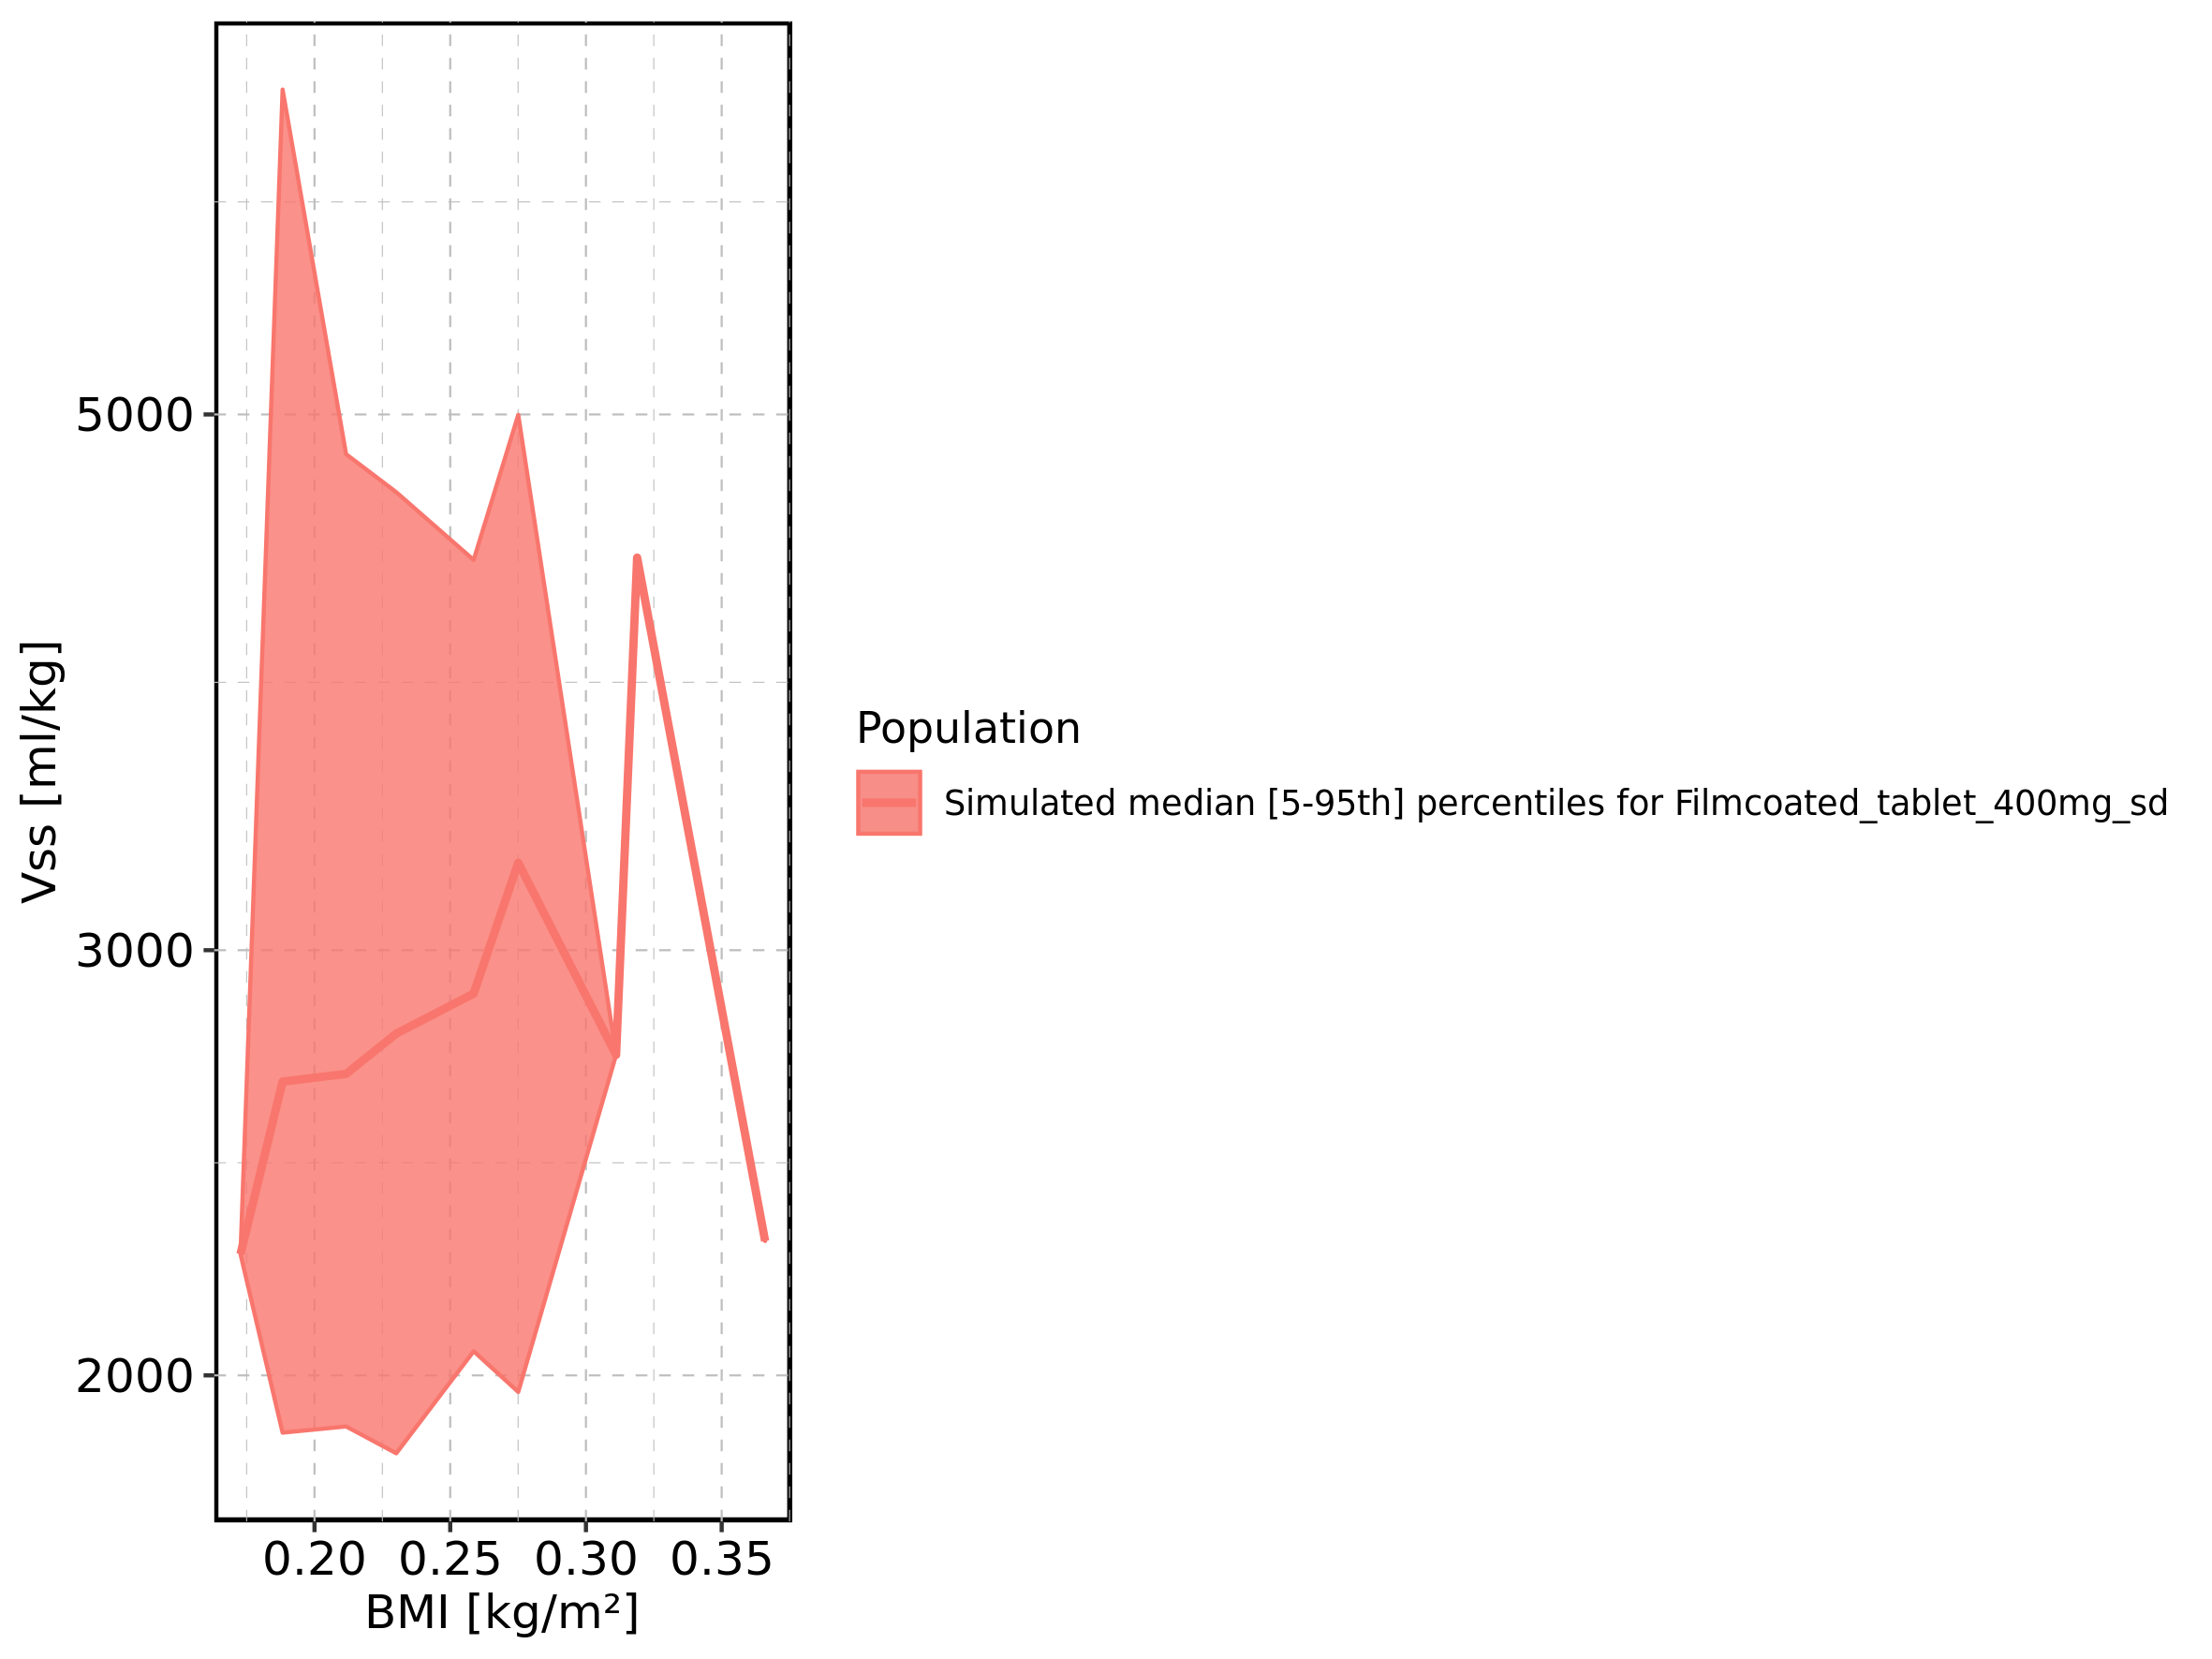 Vss [ml/kg]
5000
3000
2000
0.20 0.25 0.30 0.35
BMI [kg/m²]
Population
Simulated median [5-95th] percentiles for Filmcoated_tablet_400mg_sd